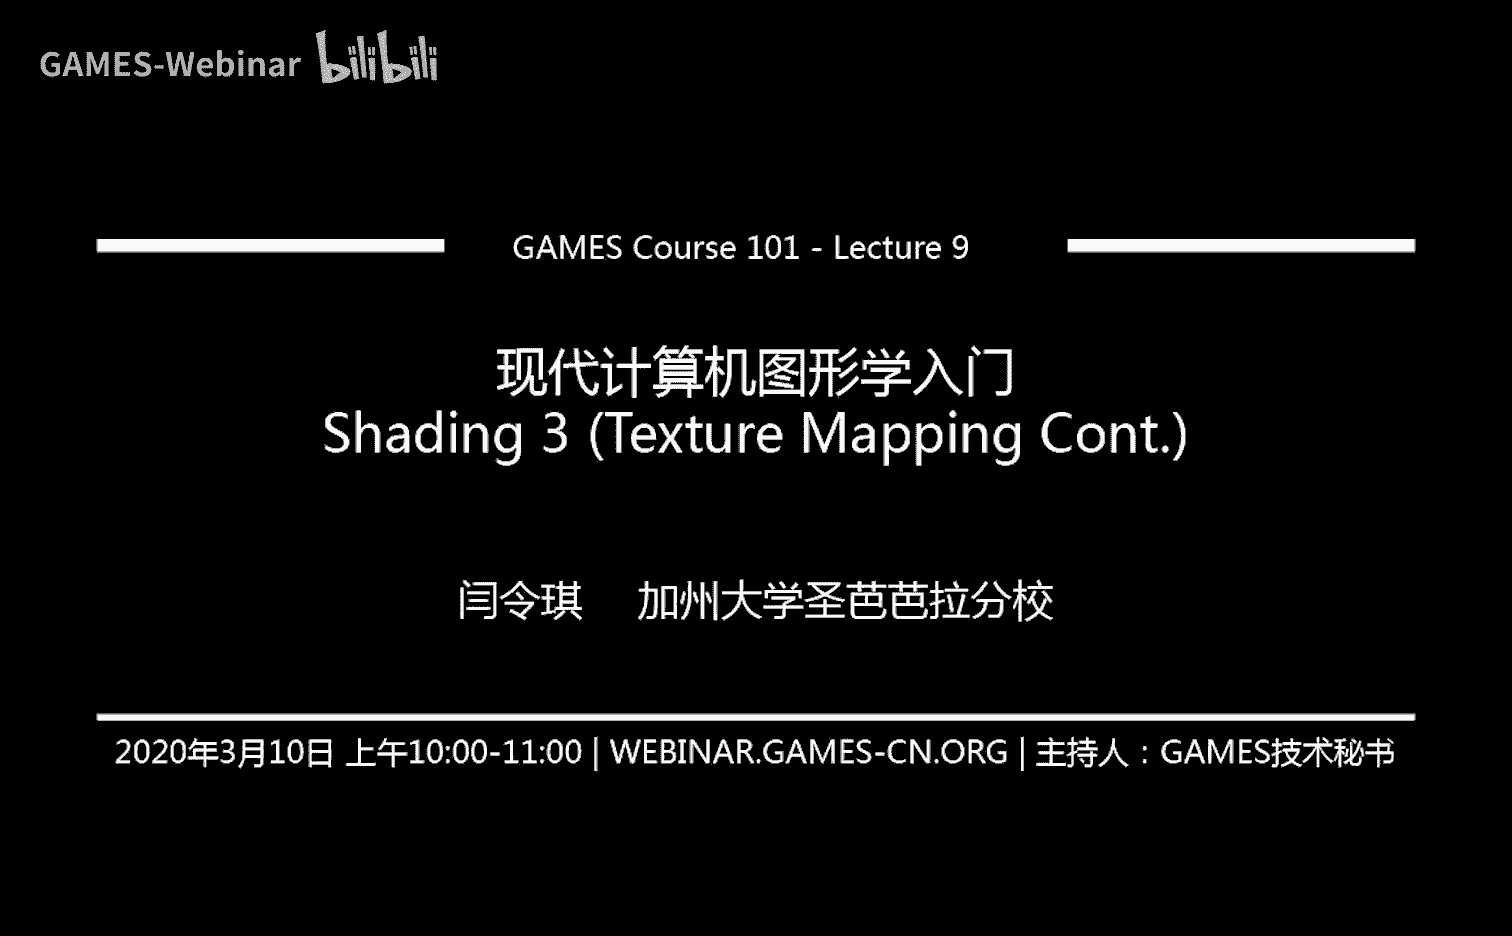 GAMES-Webinar bilibili
GAMES Course 101 - Lecture 9
现代计算机图形学入门
Shading 3 (Texture Mapping Cont.)
闫令琪 加州大学圣芭芭拉分校
2020年3月10日 上午10:00-11:00 | WEBINAR.GAMES-CN.ORG | 主持人：GAMES技术秘书